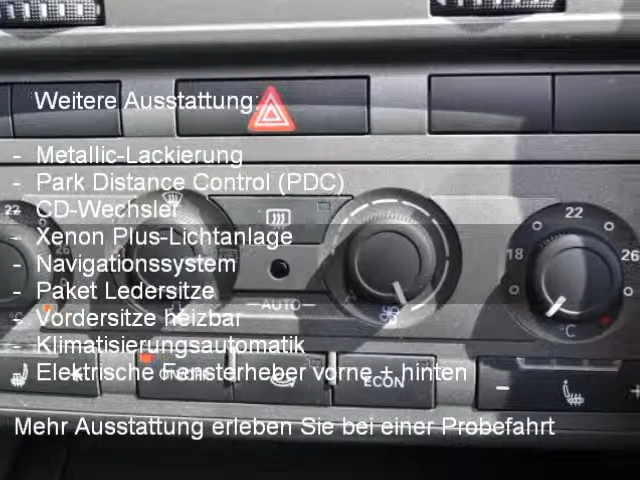 Weitere Ausstattung:
- Metallic-Lackierung
- Park Distance Control (PDC)
- CD-Wechsler
- Xenon Plus-Lichtanlage
- Navigationssystem
- Paket Ledersitze
- Vordersitze heizbar
- Klimatisierungsautomatik
- Elektrische Fensterheber vorne + hinten
Mehr Ausstattung erleben Sie bei einer Probefahrt
22
22
18
26
AUTO
°C
ECON
- +